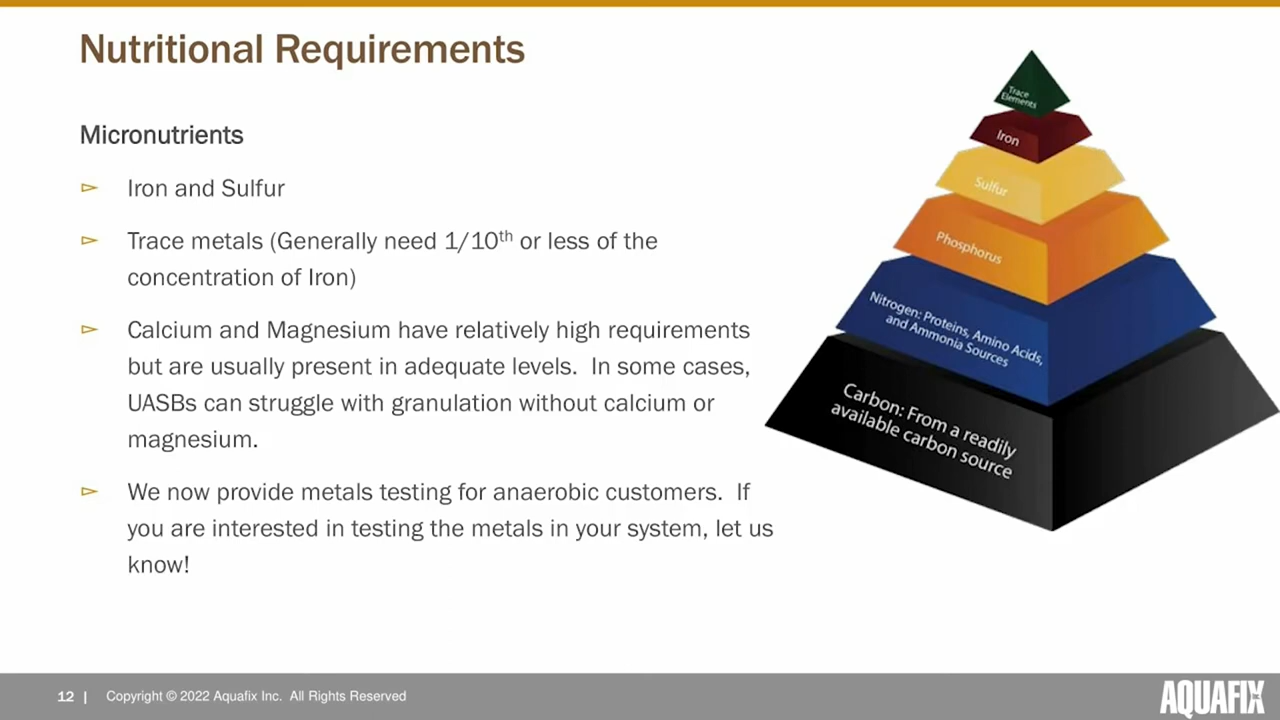 Nutritional Requirements
Micronutrients
▻ Iron and Sulfur
▻ Trace metals (Generally need 1/10th or less of the
concentration of Iron)
▻ Calcium and Magnesium have relatively high requirements
but are usually present in adequate levels.  In some cases,
UASBs can struggle with granulation without calcium or
magnesium.
▻ We now provide metals testing for anaerobic customers.  If
you are interested in testing the metals in your system, let us
know!
Trace
Elements
Iron
Sulfur
Phosphorus
Nitrogen: Proteins, Amino Acids,
and Ammonia Sources
Carbon: From a readily
available carbon source
12 | Copyright © 2022 Aquafix Inc.  All Rights Reserved
AQUAFIX